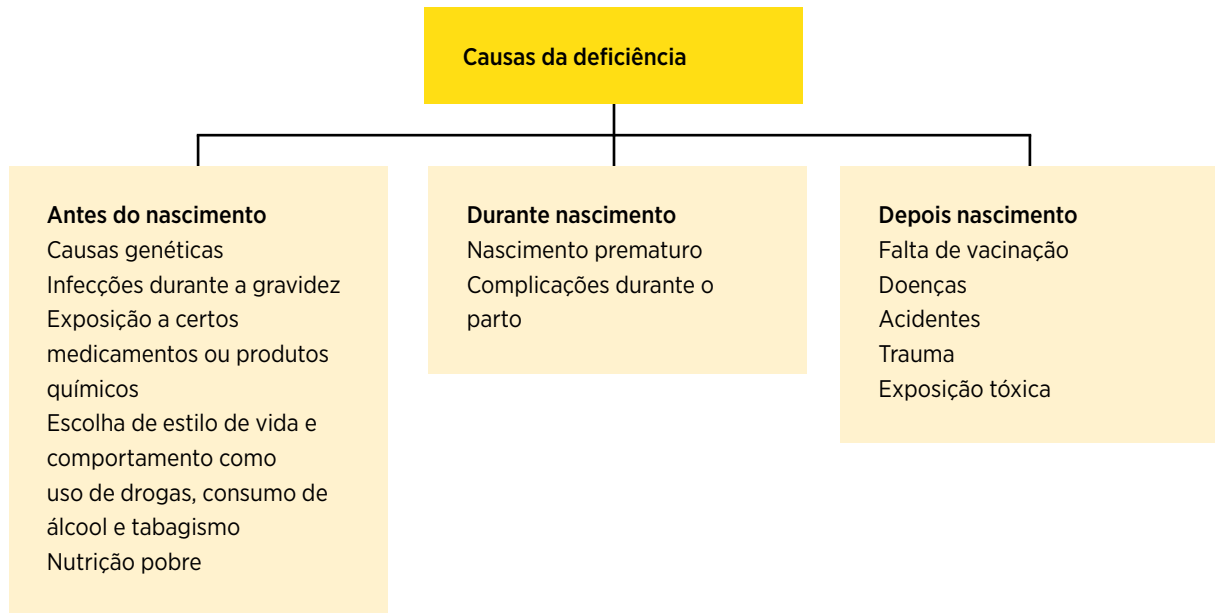 Causas da deficiência
Antes do nascimento
Causas genéticas
Infecções durante a gravidez
Exposição a certos
medicamentos ou produtos
químicos
Escolha de estilo de vida e
comportamento como
uso de drogas, consumo de
álcool e tabagismo
Nutrição pobre
Durante nascimento
Nascimento prematuro
Complicações durante o
parto
Depois nascimento
Falta de vacinação
Doenças
Acidentes
Trauma
Exposição tóxica